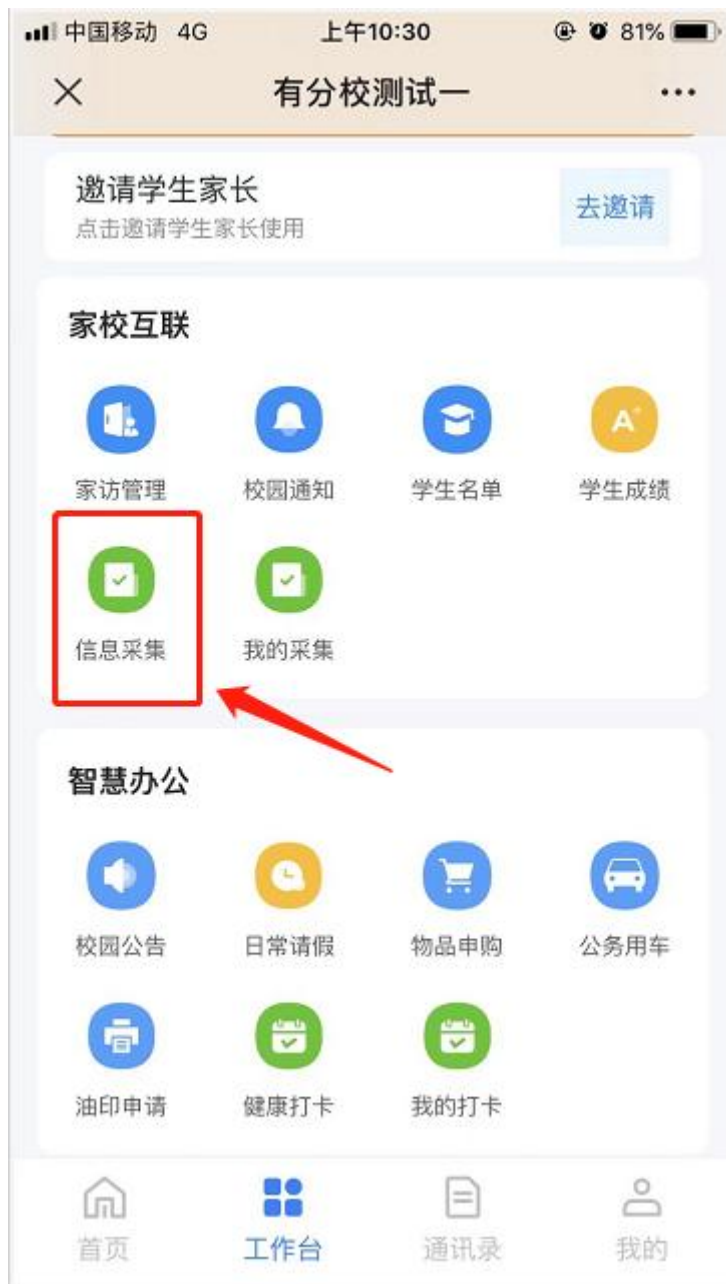 中国移动 4G 上午10:30 81%
有分校测试一
邀请学生家长
点击邀请学生家长使用
去邀请
家校互联
家访管理 校园通知 学生名单 学生成绩
信息采集 我的采集
智慧办公
校园公告 日常请假 物品申购 公务用车
油印申请 健康打卡 我的打卡
首页 工作台 通讯录 我的